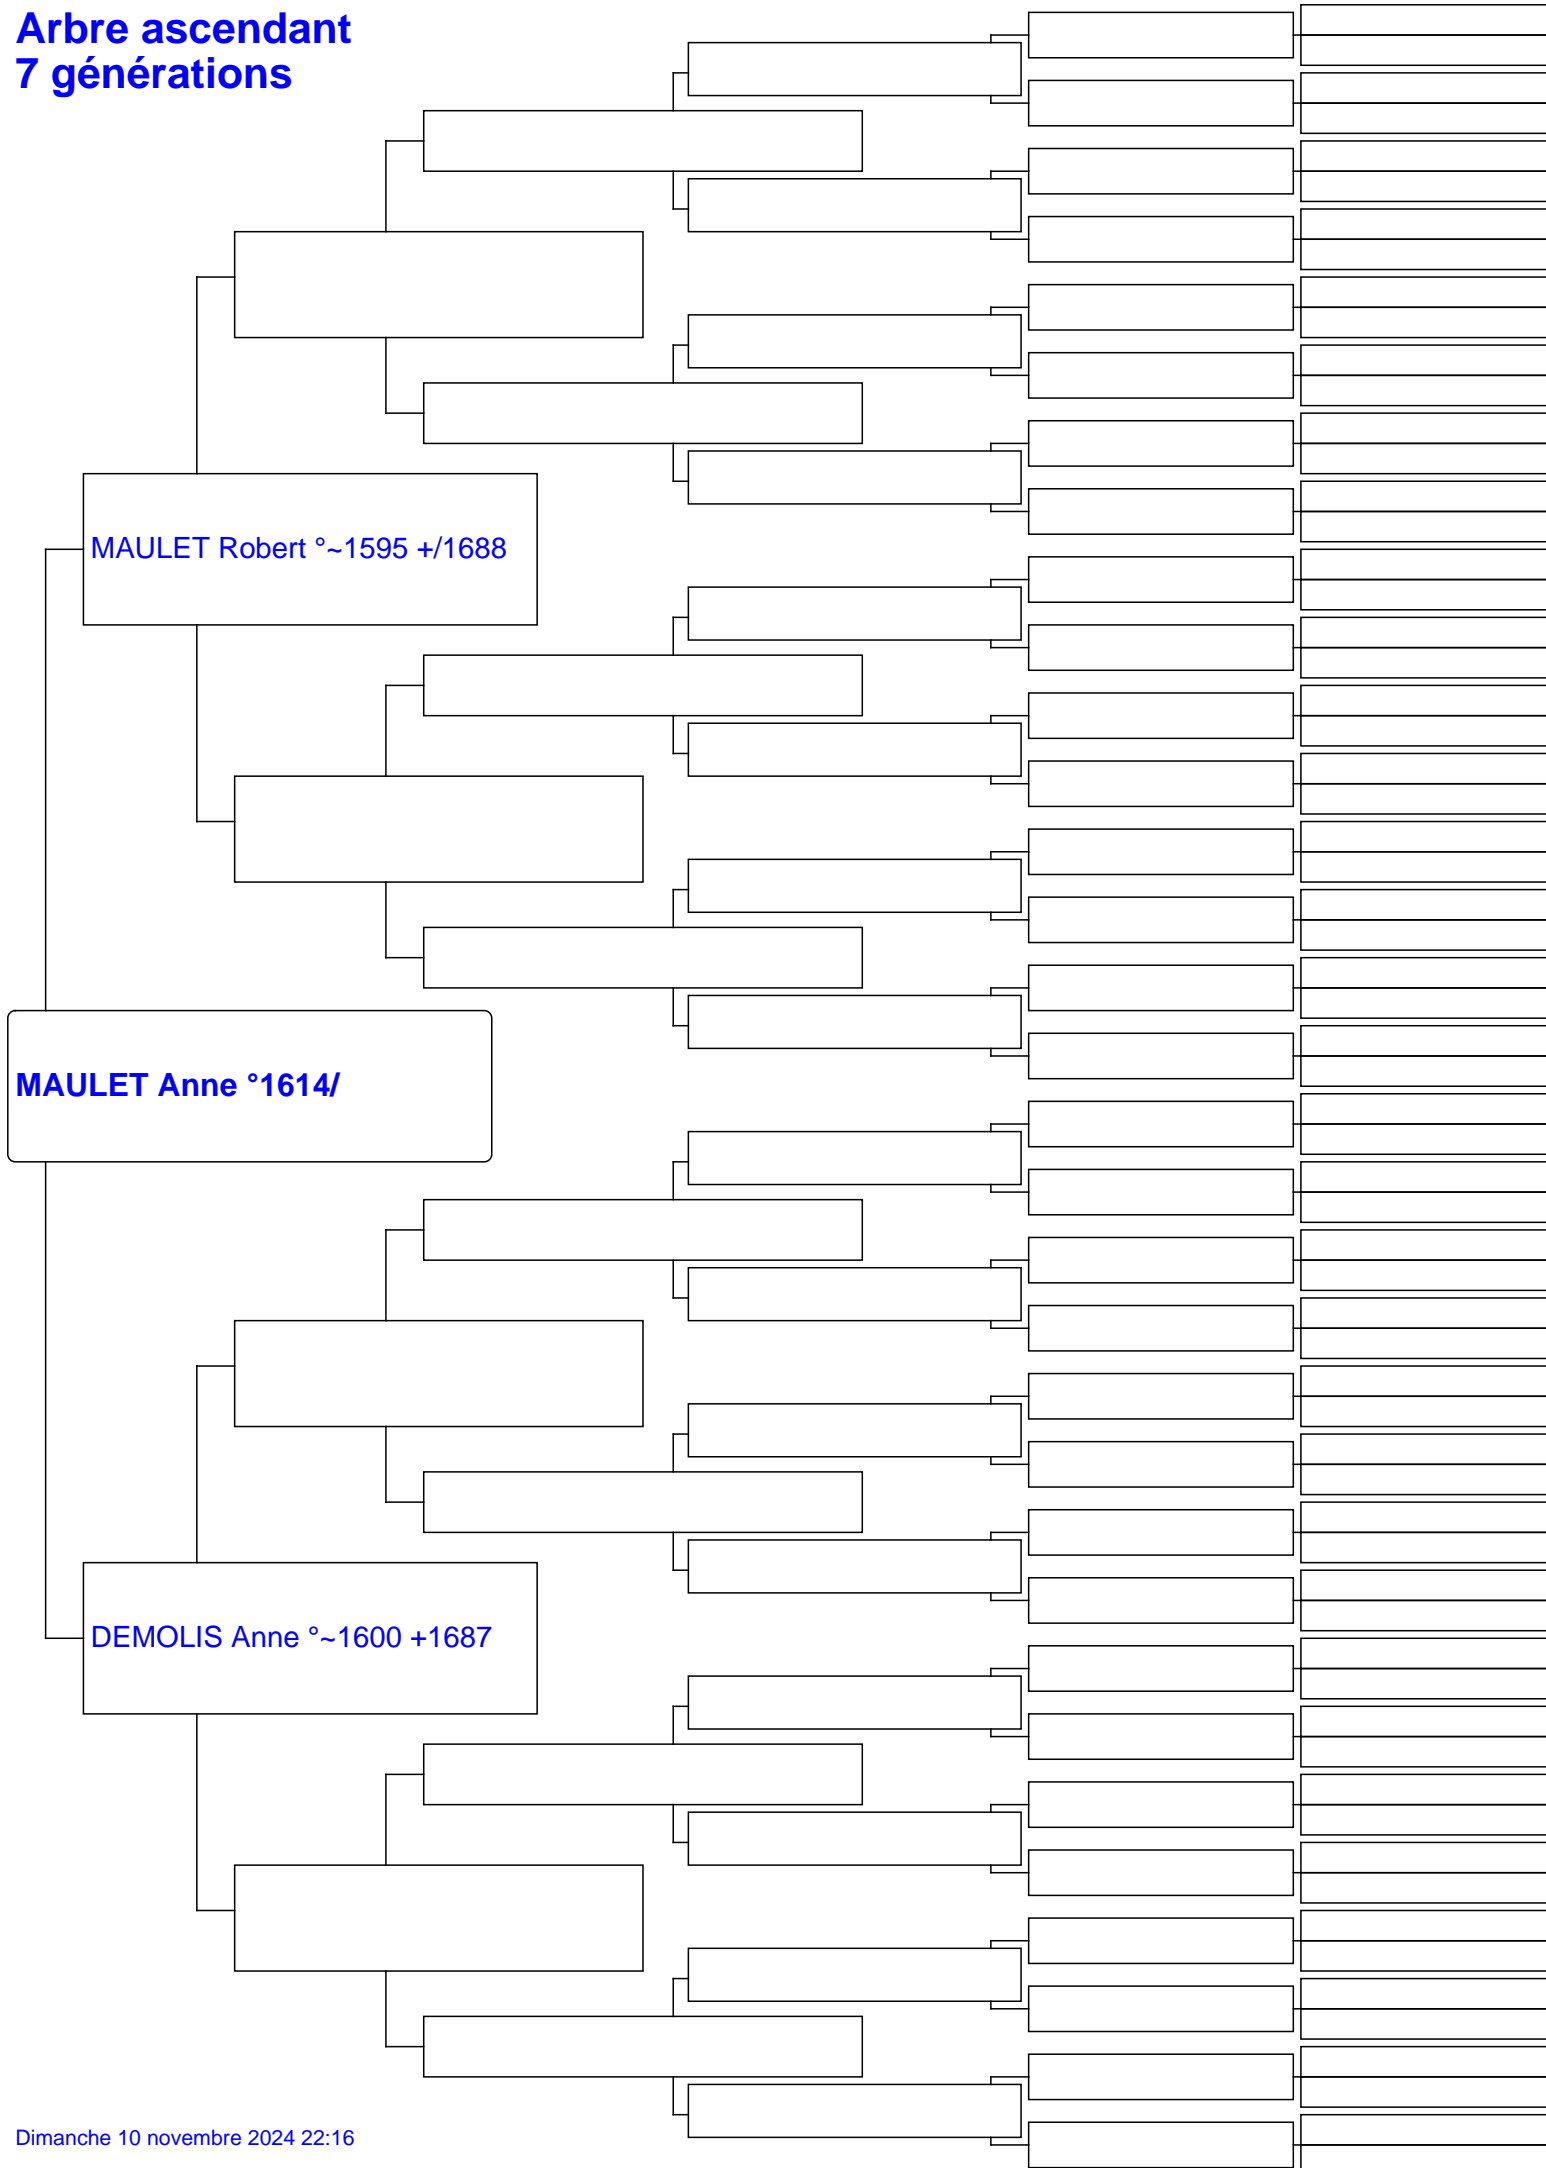 Arbre ascendant
7 générations
MAULET Robert °~1595 +/1688
MAULET Anne °1614/
DEMOLIS Anne °~1600 +1687
Dimanche 10 novembre 2024 22:16